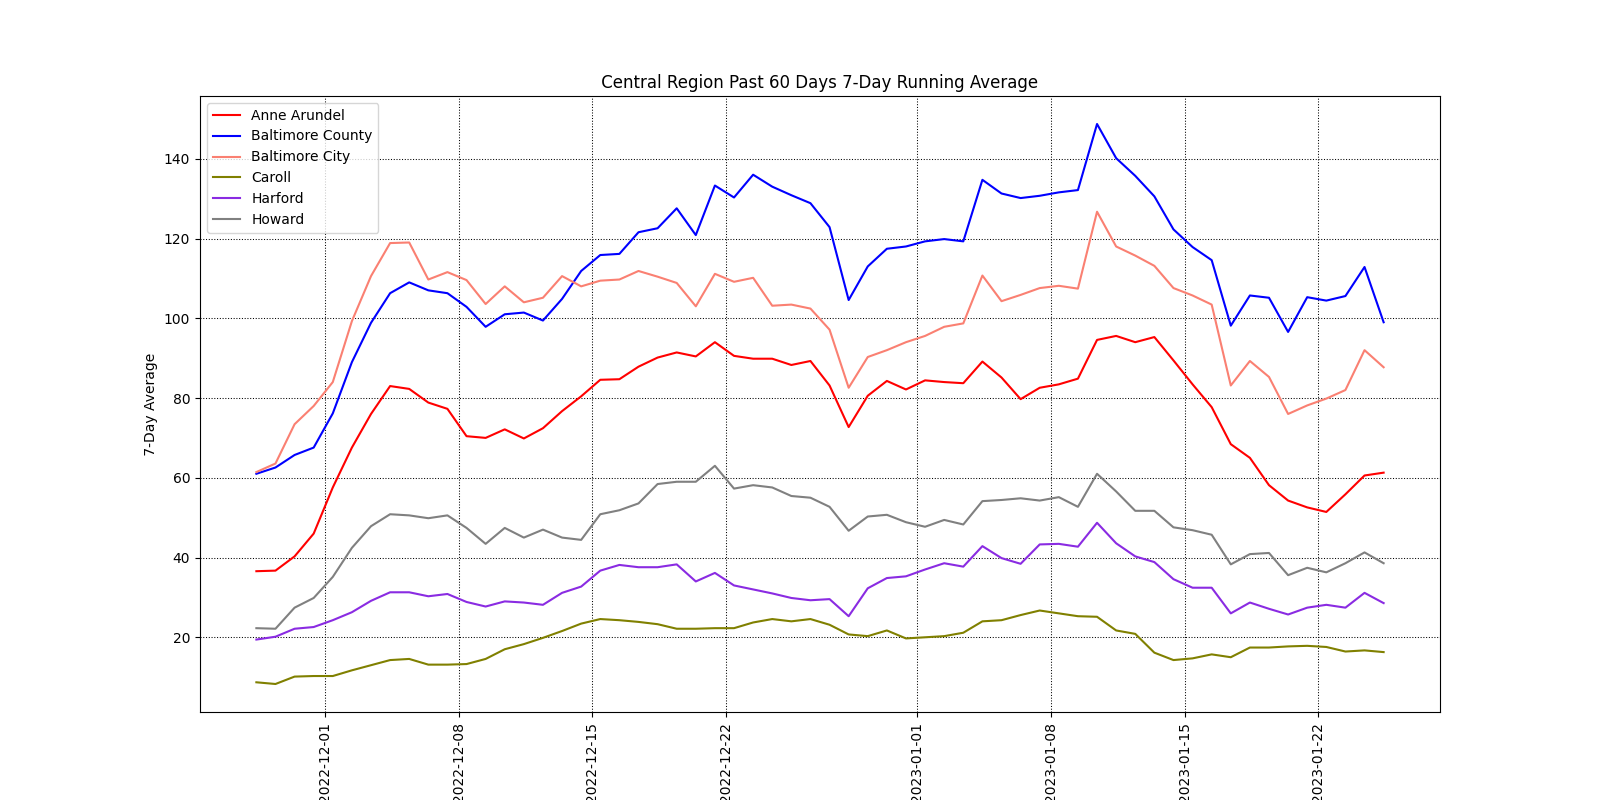 Central Region Past 60 Days 7-Day Running Average
Anne Arundel
Baltimore County
Baltimore City
Caroll
Harford
Howard
7-Day Average
140
120
100
80
60
40
20
2022-12-01
2022-12-08
2022-12-15
2022-12-22
2023-01-01
2023-01-08
2023-01-15
2023-01-22